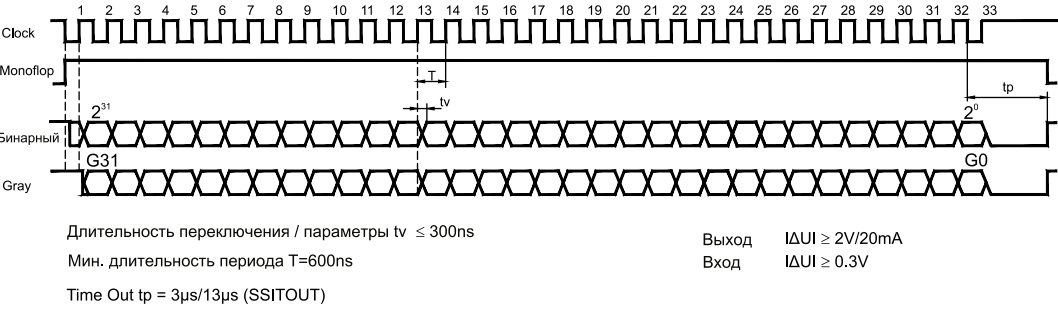 1 2 3 4 5 6 7 8 9 10 11 12 13 14 15 16 17 18 19 20 21 22 23 24 25 26 27 28 29 30 31 32 33
Clock
Monoflop
T
tp
tv
2³¹
2⁰
Бинарный
G31
G0
Gray
Длительность переключения / параметры tv ≤ 300ns
Мин. длительность периода T=600ns
Time Out tp = 3µs/13µs (SSITOUT)
Выход IΔUI ≥ 2V/20mA
Вход IΔUI ≥ 0.3V